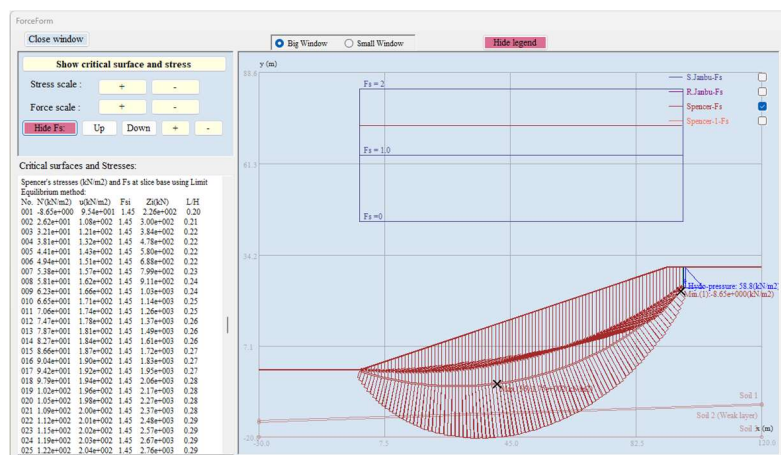 ForceForm
Close window
Big Window
Small Window
Hide legend
Show critical surface and stress
Stress scale :
+
-
Force scale :
+
-
Hide Fs:
Up
Down
+
-
Critical surfaces and Stresses:
Spencer's stresses (kN/m2) and Fs at slice base using Limit
Equilibrium method:
No. N'(kN/m2) u(kN/m2) Fsi Zi(kN) L/H
001 -8.65e+000 9.54e+001 1.45 2.26e+002 0.20
002 2.62e+001 1.08e+002 1.45 3.00e+002 0.21
003 3.21e+001 1.21e+002 1.45 3.84e+002 0.22
004 3.81e+001 1.32e+002 1.45 4.78e+002 0.22
005 4.41e+001 1.43e+002 1.45 5.80e+002 0.22
006 4.94e+001 1.51e+002 1.45 6.88e+002 0.22
007 5.38e+001 1.57e+002 1.45 7.99e+002 0.23
008 5.81e+001 1.62e+002 1.45 9.11e+002 0.24
009 6.23e+001 1.66e+002 1.45 1.03e+003 0.24
010 6.65e+001 1.71e+002 1.45 1.14e+003 0.25
011 7.06e+001 1.74e+002 1.45 1.26e+003 0.25
012 7.47e+001 1.78e+002 1.45 1.37e+003 0.26
013 7.87e+001 1.81e+002 1.45 1.49e+003 0.26
014 8.27e+001 1.84e+002 1.45 1.61e+003 0.26
015 8.66e+001 1.87e+002 1.45 1.72e+003 0.27
016 9.04e+001 1.90e+002 1.45 1.83e+003 0.27
017 9.42e+001 1.92e+002 1.45 1.95e+003 0.27
018 9.79e+001 1.94e+002 1.45 2.06e+003 0.28
019 1.02e+002 1.96e+002 1.45 2.17e+003 0.28
020 1.05e+002 1.98e+002 1.45 2.27e+003 0.28
021 1.09e+002 2.00e+002 1.45 2.37e+003 0.28
022 1.12e+002 2.01e+002 1.45 2.48e+003 0.29
023 1.15e+002 2.02e+002 1.45 2.57e+003 0.29
024 1.19e+002 2.03e+002 1.45 2.67e+003 0.29
025 1.22e+002 2.04e+002 1.45 2.76e+003 0.29
y (m)
88.6
61.5
34.2
7.1
-20.0
Fs = 2
Fs = 1.0
Fs =0
S.Janbu-Fs
R.Janbu-Fs
Spencer-Fs
Spencer-1-Fs
Hydo-pressure: 58.8(kN/m2)
Min.(1):-8.65e+000(kN/m2)
Soil 1
Soil 2 (Weak layer)
Soil
x (m)
-30.0
7.5
45.0
82.5
120.0